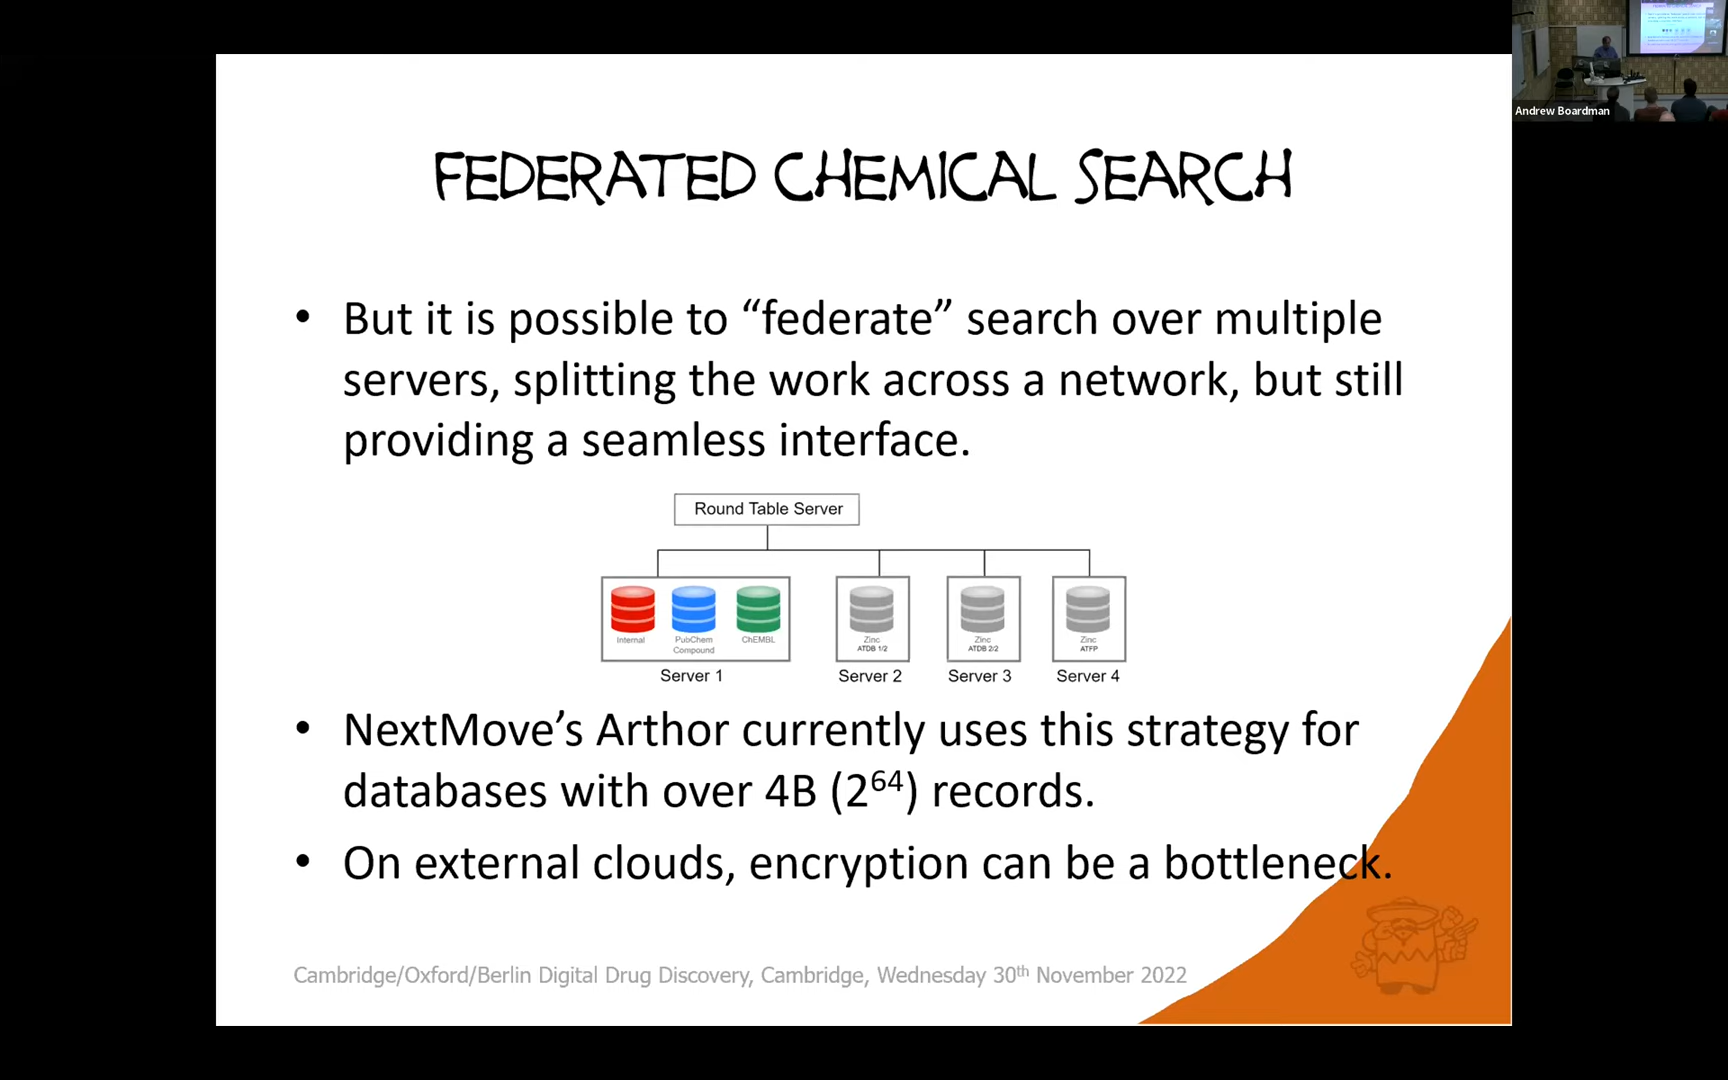 Andrew Boardman
FEDERATED CHEMICAL SEARCH
• But it is possible to “federate” search over multiple
servers, splitting the work across a network, but still
providing a seamless interface.
Round Table Server
Internal
PubChem
Compound
ChEMBL
Zinc
ATDB 1/2
Zinc
ATDB 2/2
Zinc
ATFP
Server 1
Server 2
Server 3
Server 4
• NextMove’s Arthor currently uses this strategy for
databases with over 4B (2⁶⁴) records.
• On external clouds, encryption can be a bottleneck.
Cambridge/Oxford/Berlin Digital Drug Discovery, Cambridge, Wednesday 30th November 2022